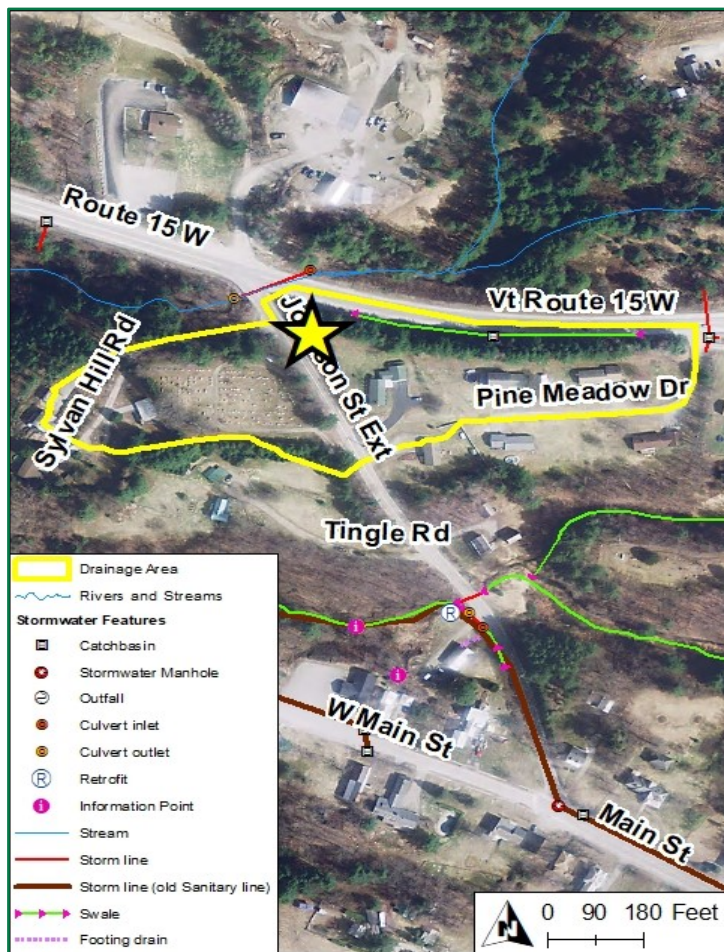 Route 15 W
Vt Route 15 W
Sylvan Hill Rd
Pine Meadow Dr
Tingle Rd
W Main St
Main St
Drainage Area
Rivers and Streams
Stormwater Features
Catchbasin
Stormwater Manhole
Outfall
Culvert inlet
Culvert outlet
R Retrofit
i Information Point
Stream
Storm line
Storm line (old Sanitary line)
Swale
Footing drain
St Ext
R
i
i
N
0 90 180 Feet